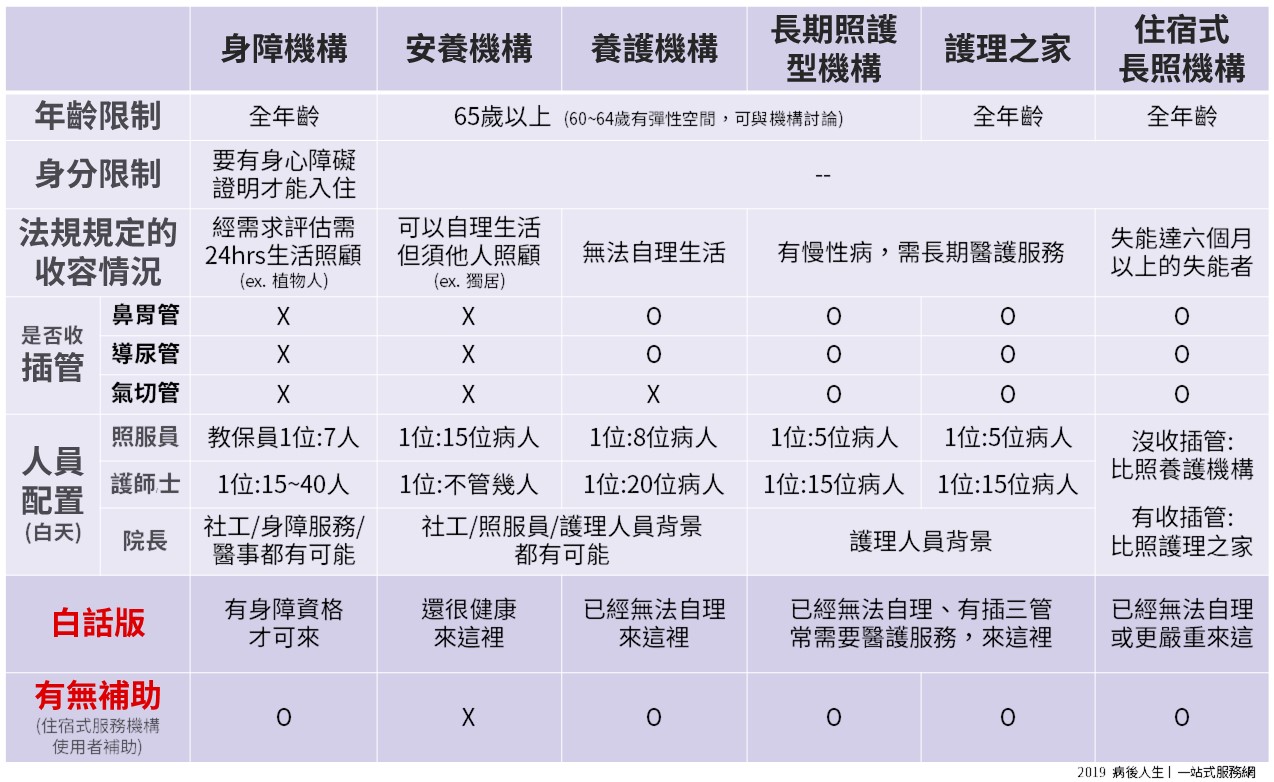 身障機構 安養機構 養護機構 長期照護型機構 護理之家 住宿式長照機構
年齡限制 全年齡 65歲以上 (60~64歲有彈性空間,可與機構討論) 全年齡 全年齡
身分限制 要有身心障礙證明才能入住 --
法規規定的收容情況
經需求評估需
24hrs生活照顧
(ex. 植物人)
可以自理生活
但須他人照顧
(ex. 獨居)
無法自理生活
有慢性病,需長期醫護服務
失能達六個月
以上的失能者
是否收
插管
鼻胃管 X X O O O O
導尿管 X X O O O O
氣切管 X X X O O O
人員
配置
(白天)
照服員 教保員1位:7人 1位:15位病人 1位:8位病人 1位:5位病人 1位:5位病人
護師/士 1位:15~40人 1位:不管幾人 1位:20位病人 1位:15位病人 1位:15位病人
院長
社工/身障服務/
醫事都有可能
社工/照服員/護理人員背景
都有可能
護理人員背景
沒收插管:
比照養護機構
有收插管:
比照護理之家
白話版
有身障資格
才可來
還很健康
來這裡
已經無法自理
來這裡
已經無法自理、有插三管
常需要醫護服務,來這裡
已經無法自理
或更嚴重來這
有無補助
(住宿式服務機構
使用者補助)
O X O O O O
2019 病後人生|一站式服務網